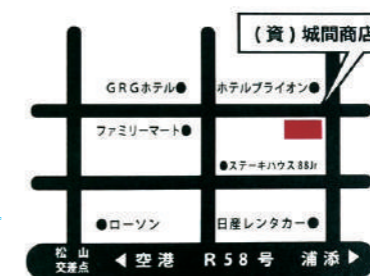 (資)城間商店
GRGホテル●
ホテルブライオン●
ファミリーマート●
●ステーキハウス88Jr
●ローソン
日産レンタカー●
松山
交差点
◀空港 R58号 浦添▶